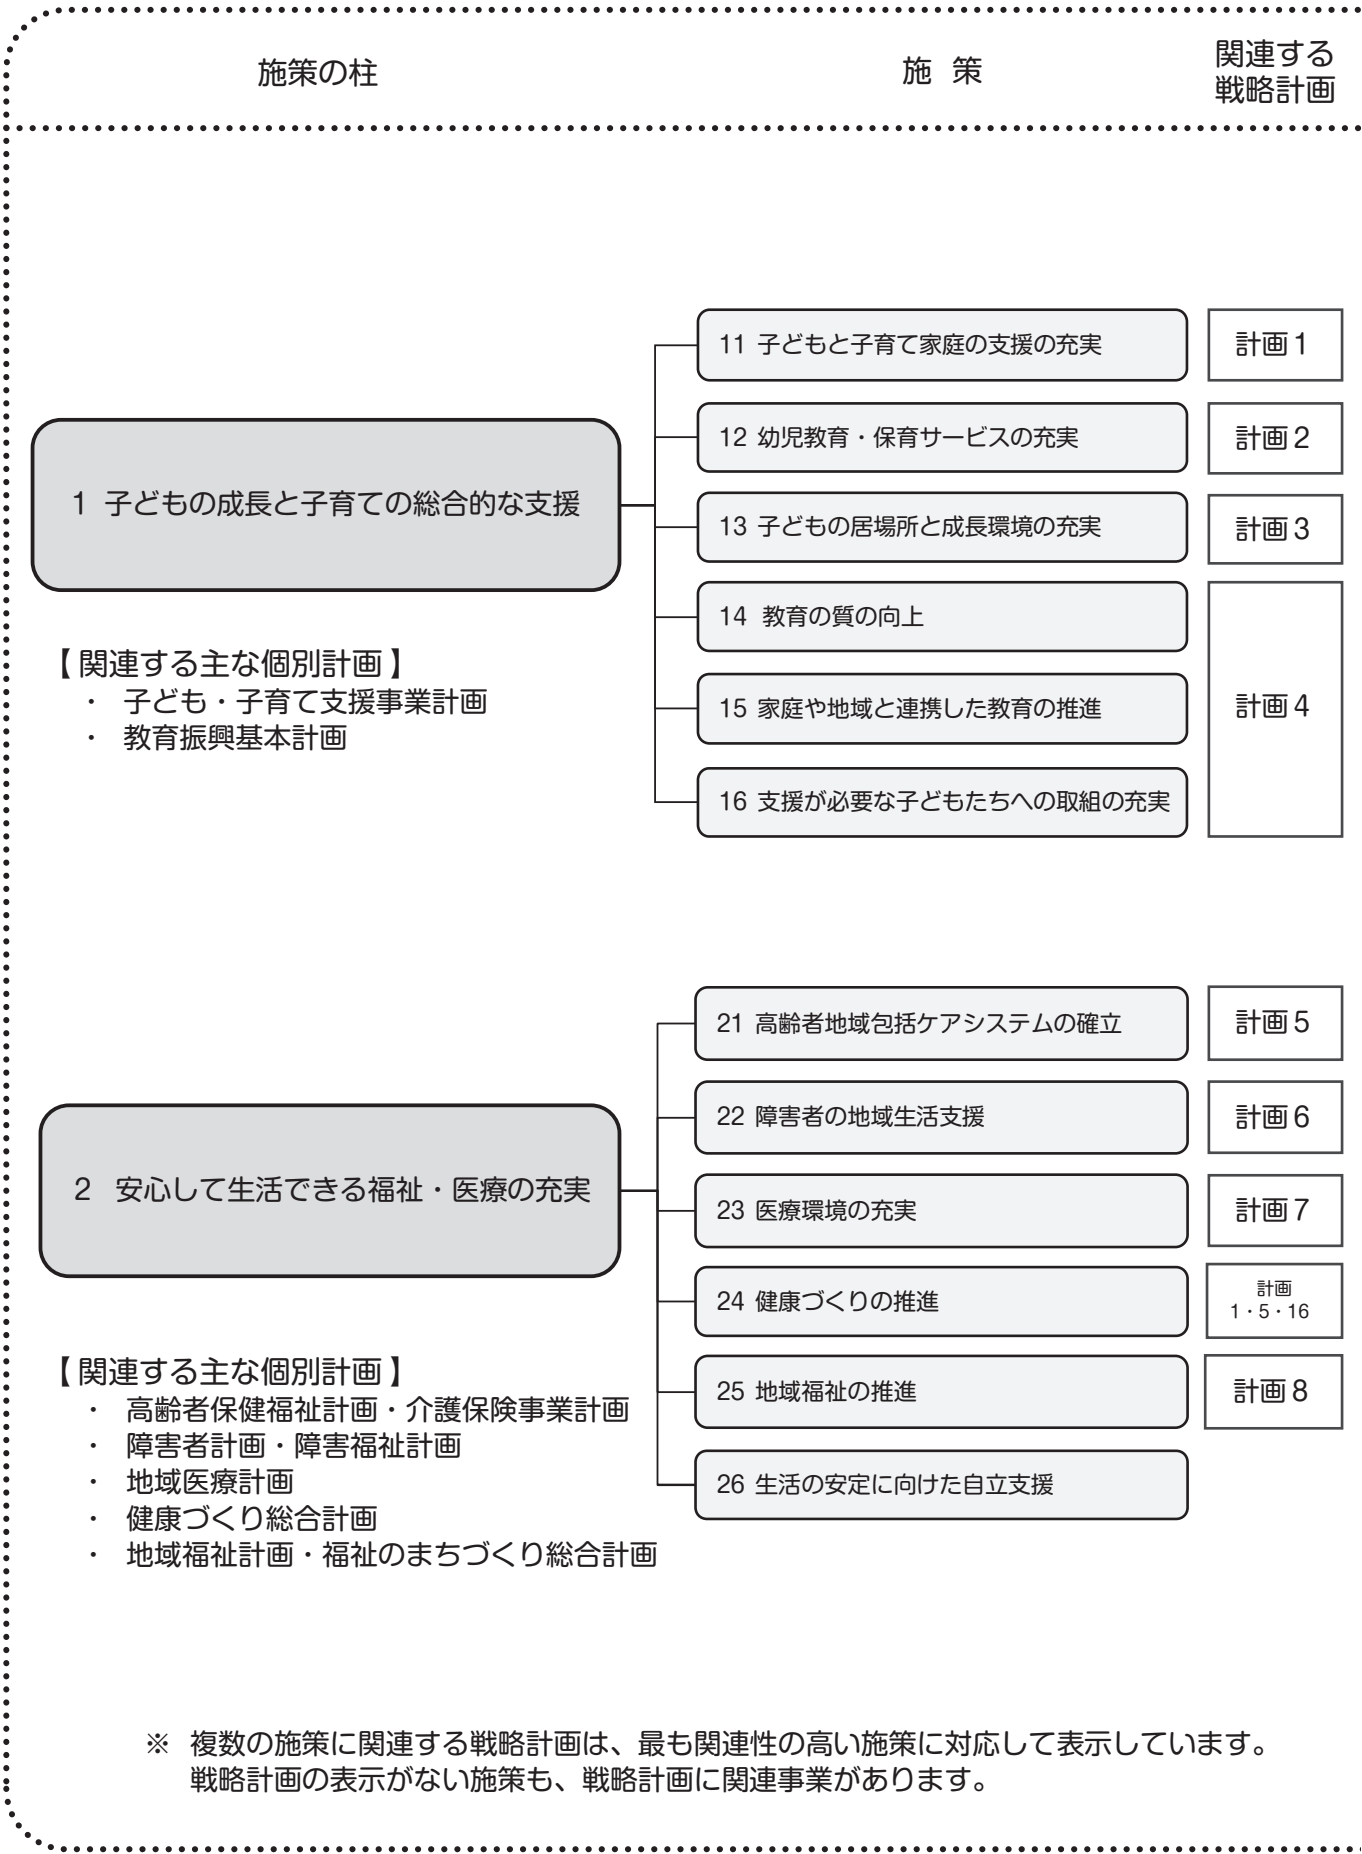 施策の柱
施 策
関連する
戦略計画
1 子どもの成長と子育ての総合的な支援
11 子どもと子育て家庭の支援の充実
計画1
12 幼児教育・保育サービスの充実
計画2
13 子どもの居場所と成長環境の充実
計画3
14 教育の質の向上
15 家庭や地域と連携した教育の推進
16 支援が必要な子どもたちへの取組の充実
計画4
【関連する主な個別計画】
・ 子ども・子育て支援事業計画
・ 教育振興基本計画
2 安心して生活できる福祉・医療の充実
21 高齢者地域包括ケアシステムの確立
計画5
22 障害者の地域生活支援
計画6
23 医療環境の充実
計画7
24 健康づくりの推進
計画
1・5・16
25 地域福祉の推進
計画8
26 生活の安定に向けた自立支援
【関連する主な個別計画】
・ 高齢者保健福祉計画・介護保険事業計画
・ 障害者計画・障害福祉計画
・ 地域医療計画
・ 健康づくり総合計画
・ 地域福祉計画・福祉のまちづくり総合計画
※ 複数の施策に関連する戦略計画は、最も関連性の高い施策に対応して表示しています。
戦略計画の表示がない施策も、戦略計画に関連事業があります。